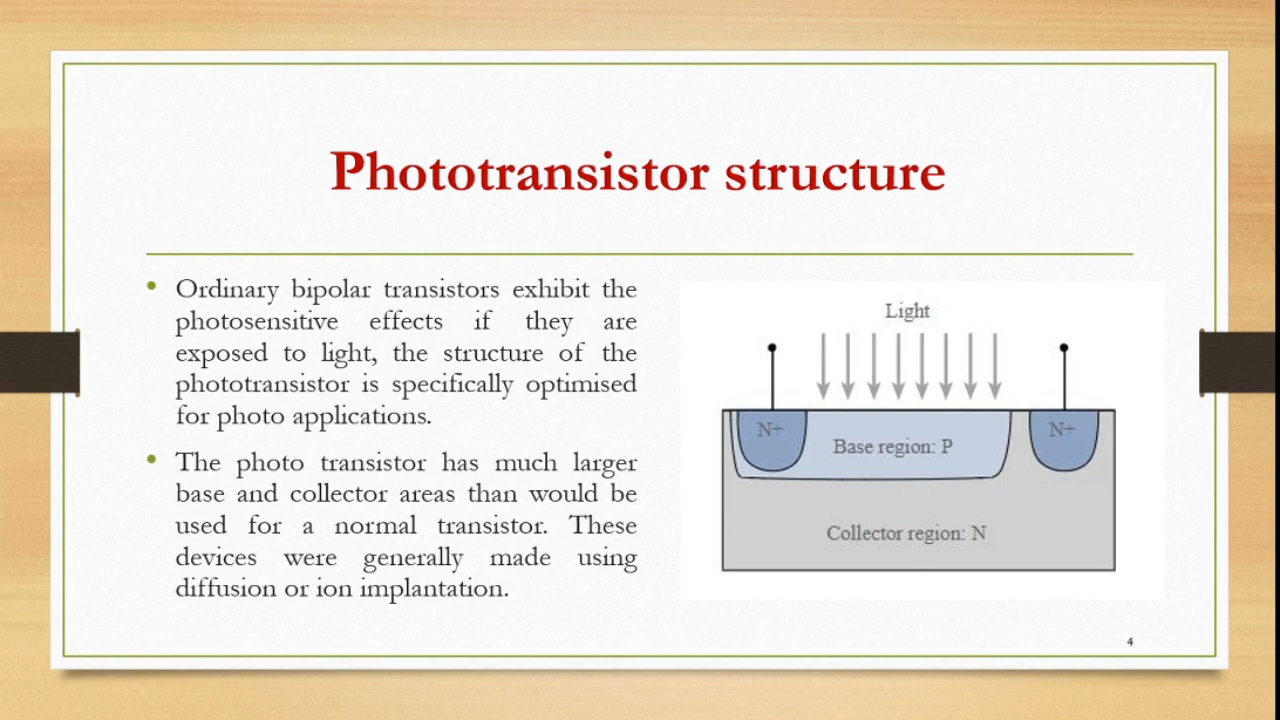 Phototransistor structure
• Ordinary bipolar transistors exhibit the
photosensitive effects if they are
exposed to light, the structure of the
phototransistor is specifically optimised
for photo applications.
• The photo transistor has much larger
base and collector areas than would be
used for a normal transistor. These
devices were generally made using
diffusion or ion implantation.
Light
N+
Base region: P
N+
Collector region: N
4